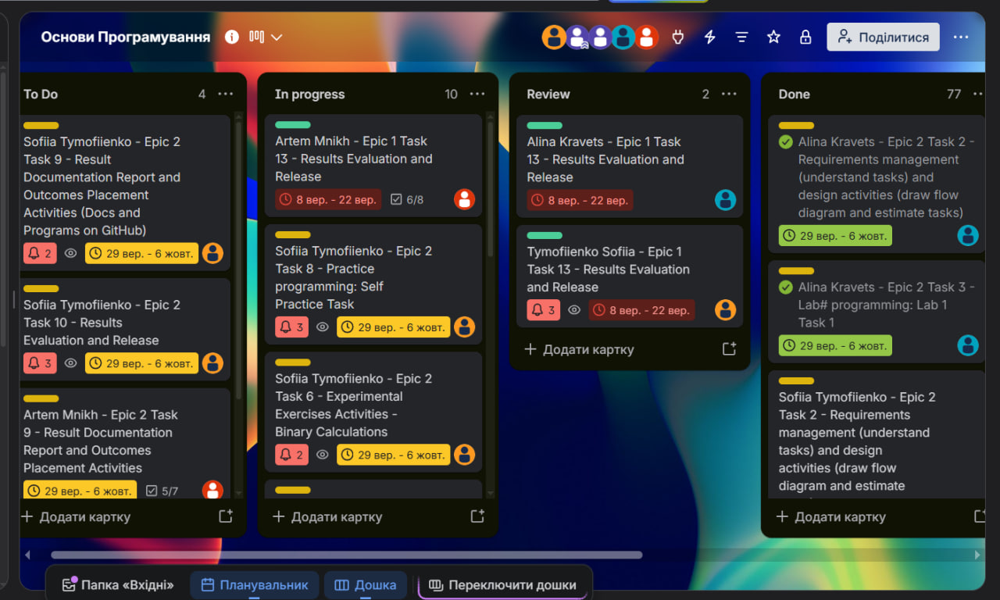 Основи Програмування
Поділитися
To Do
4
Sofiia Tymofiienko - Epic 2
Task 9 - Result
Documentation Report and
Outcomes Placement
Activities (Docs and
Programs on GitHub)
2
29 вер. - 6 жовт.
Sofiia Tymofiienko - Epic 2
Task 10 - Results
Evaluation and Release
3
29 вер. - 6 жовт.
Artem Mnikh - Epic 2 Task
9 - Result Documentation
Report and Outcomes
Placement Activities
29 вер. - 6 жовт.
5/7
Додати картку
In progress
10
Artem Mnikh - Epic 1 Task
13 - Results Evaluation and
Release
8 вер. - 22 вер.
6/8
Sofiia Tymofiienko - Epic 2
Task 8 - Practice
programming: Self
Practice Task
3
29 вер. - 6 жовт.
Sofiia Tymofiienko - Epic 2
Task 6 - Experimental
Exercises Activities -
Binary Calculations
2
29 вер. - 6 жовт.
Додати картку
Review
2
Alina Kravets - Epic 1 Task
13 - Results Evaluation and
Release
8 вер. - 22 вер.
Tymofiienko Sofiia - Epic 1
Task 13 - Results Evaluation
and Release
3
8 вер. - 22 вер.
Додати картку
Done
77
Alina Kravets - Epic 2 Task 2 -
Requirements management
(understand tasks) and
design activities (draw flow
diagram and estimate tasks)
29 вер. - 6 жовт.
Alina Kravets - Epic 2 Task 3 -
Lab# programming: Lab 1
Task 1
29 вер. - 6 жовт.
Sofiia Tymofiienko - Epic 2
Task 2 - Requirements
management (understand
tasks) and design
activities (draw flow
diagram and estimate
Додати картку
Папка «Вхідні»
Планувальник
Дошка
Переключити дошки